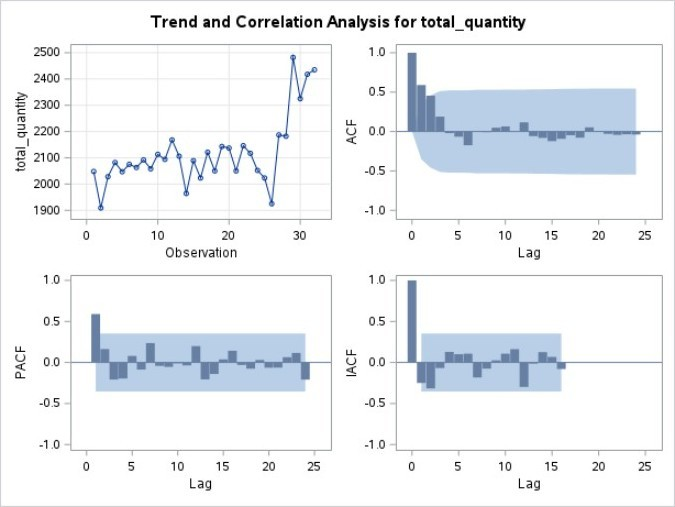 Trend and Correlation Analysis for total_quantity
total_quantity
2500
2400
2300
2200
2100
2000
1900
0 10 20 30
Observation
ACF
1.0
0.5
0.0
-0.5
-1.0
0 5 10 15 20 25
Lag
PACF
1.0
0.5
0.0
-0.5
-1.0
0 5 10 15 20 25
Lag
IACF
1.0
0.5
0.0
-0.5
-1.0
0 5 10 15 20 25
Lag